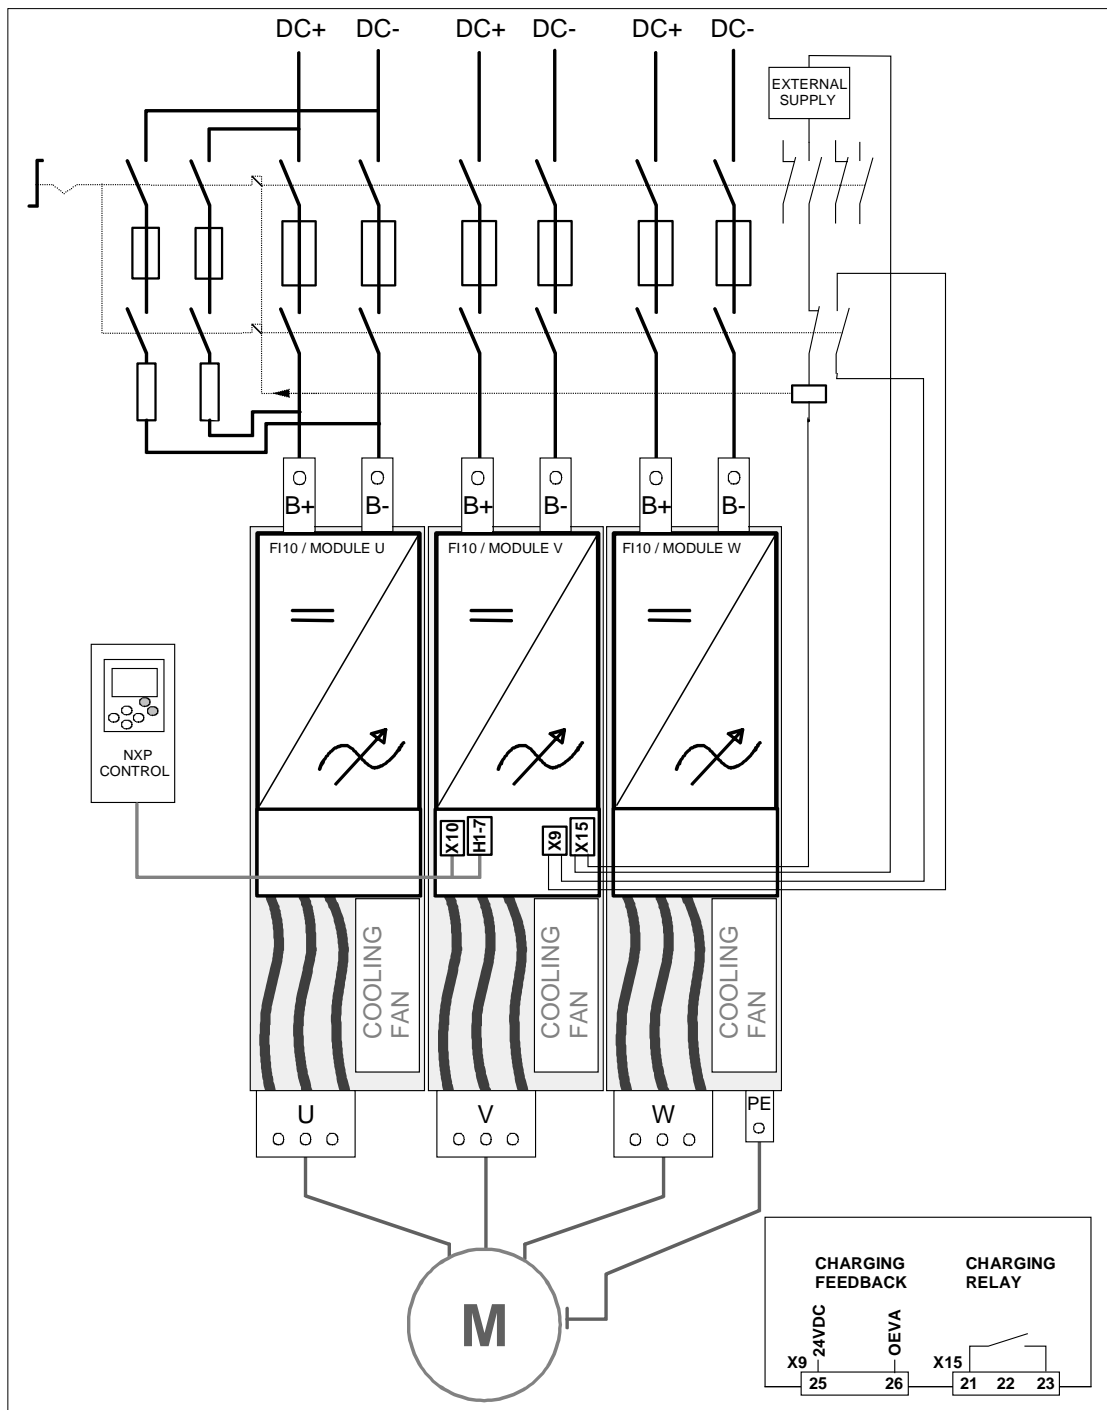 DC+ DC- DC+ DC- DC+ DC-
EXTERNAL
SUPPLY
B+ B- B+ B- B+ B-
FI10 / MODULE U FI10 / MODULE V FI10 / MODULE W
NXP
CONTROL
X10 H1-7 X9 X15
COOLING
FAN
COOLING
FAN
COOLING
FAN
U V W PE
M
CHARGING
FEEDBACK
CHARGING
RELAY
24VDC OEVA
X9 25 26 X15 21 22 23